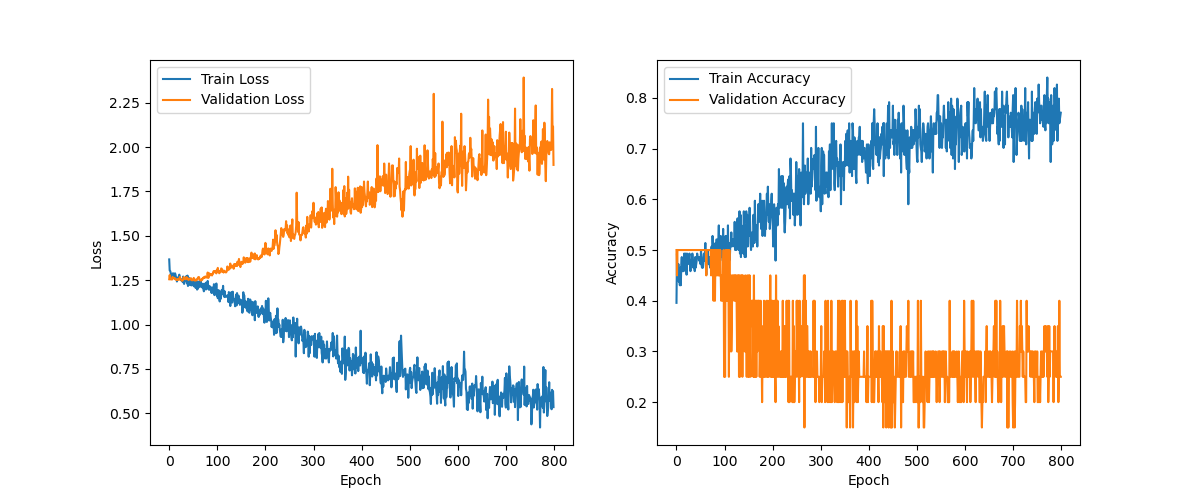 Train Loss
Validation Loss
2.25
2.00
1.75
1.50
1.25
1.00
0.75
0.50
Loss
0 100 200 300 400 500 600 700 800
Epoch
Train Accuracy
Validation Accuracy
0.8
0.7
0.6
0.5
0.4
0.3
0.2
Accuracy
0 100 200 300 400 500 600 700 800
Epoch